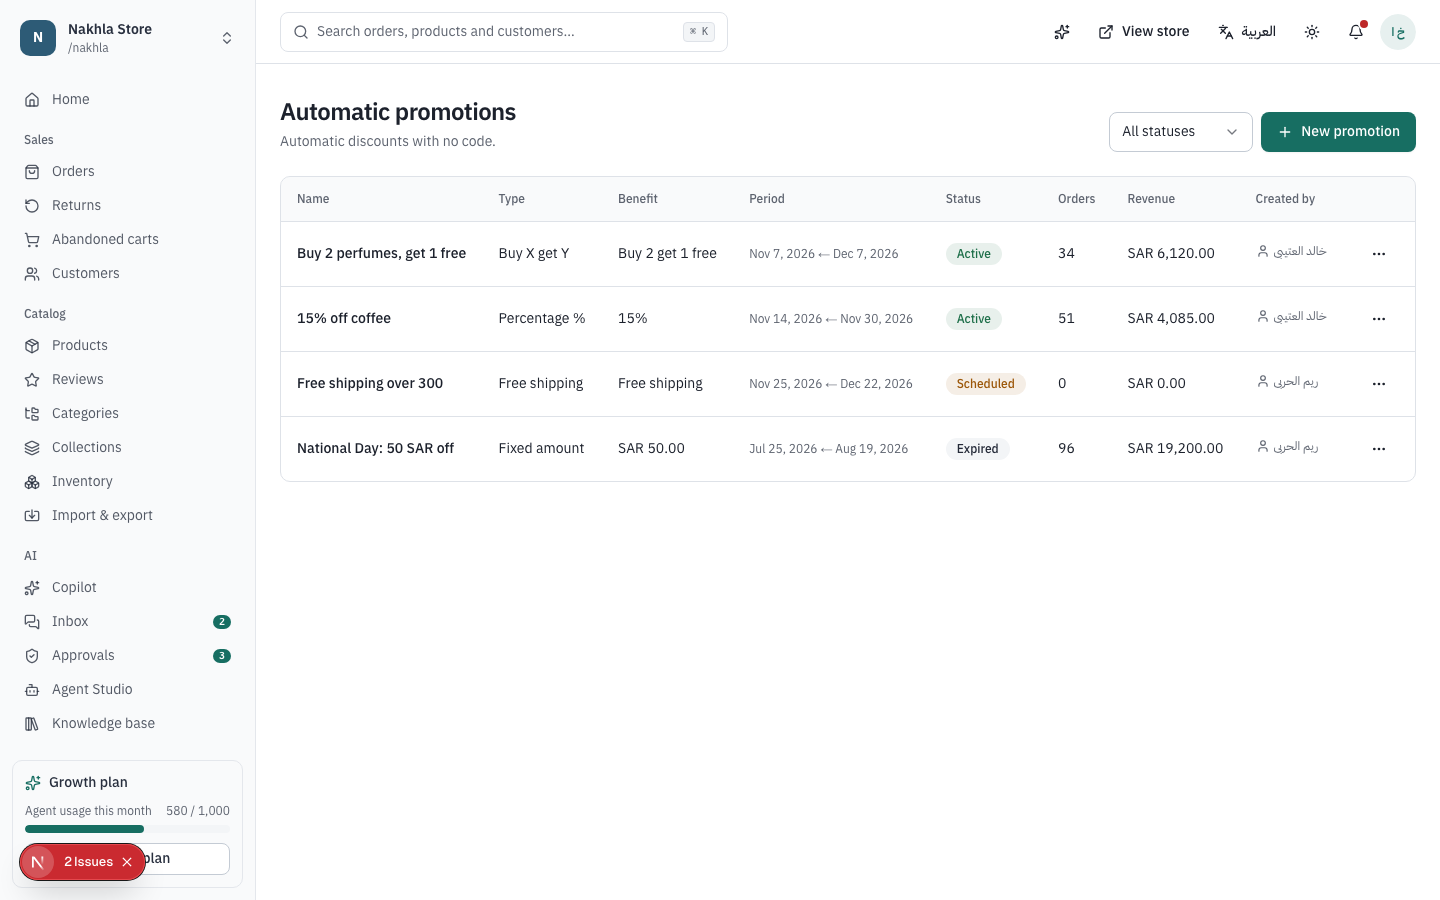 N
Nakhla Store
/nakhla
Search orders, products and customers...
⌘ K
View store
العربية
خ ا
Home
Sales
Orders
Returns
Abandoned carts
Customers
Catalog
Products
Reviews
Categories
Collections
Inventory
Import & export
AI
Copilot
Inbox
2
Approvals
3
Agent Studio
Knowledge base
Growth plan
Agent usage this month 580 / 1,000
plan
N
2 Issues
Automatic promotions
Automatic discounts with no code.
All statuses
New promotion
Name Type Benefit Period Status Orders Revenue Created by
Buy 2 perfumes, get 1 free Buy X get Y Buy 2 get 1 free Nov 7, 2026 ← Dec 7, 2026 Active 34 SAR 6,120.00 خالد العتيبي
15% off coffee Percentage % 15% Nov 14, 2026 ← Nov 30, 2026 Active 51 SAR 4,085.00 خالد العتيبي
Free shipping over 300 Free shipping Free shipping Nov 25, 2026 ← Dec 22, 2026 Scheduled 0 SAR 0.00 ريم الحربي
National Day: 50 SAR off Fixed amount SAR 50.00 Jul 25, 2026 ← Aug 19, 2026 Expired 96 SAR 19,200.00 ريم الحربي